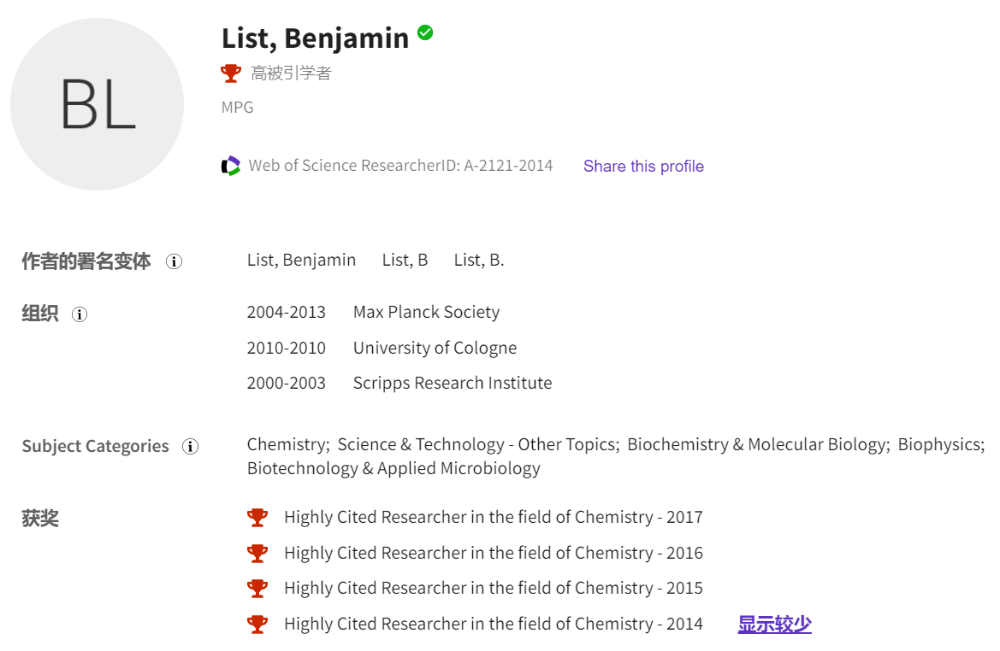 BL
List, Benjamin
高被引学者
MPG
Web of Science ResearcherID: A-2121-2014 Share this profile
作者的署名变体 List, Benjamin List, B List, B.
组织 2004-2013 Max Planck Society
2010-2010 University of Cologne
2000-2003 Scripps Research Institute
Subject Categories Chemistry; Science & Technology - Other Topics; Biochemistry & Molecular Biology; Biophysics;
Biotechnology & Applied Microbiology
获奖 Highly Cited Researcher in the field of Chemistry - 2017
Highly Cited Researcher in the field of Chemistry - 2016
Highly Cited Researcher in the field of Chemistry - 2015
Highly Cited Researcher in the field of Chemistry - 2014 显示较少